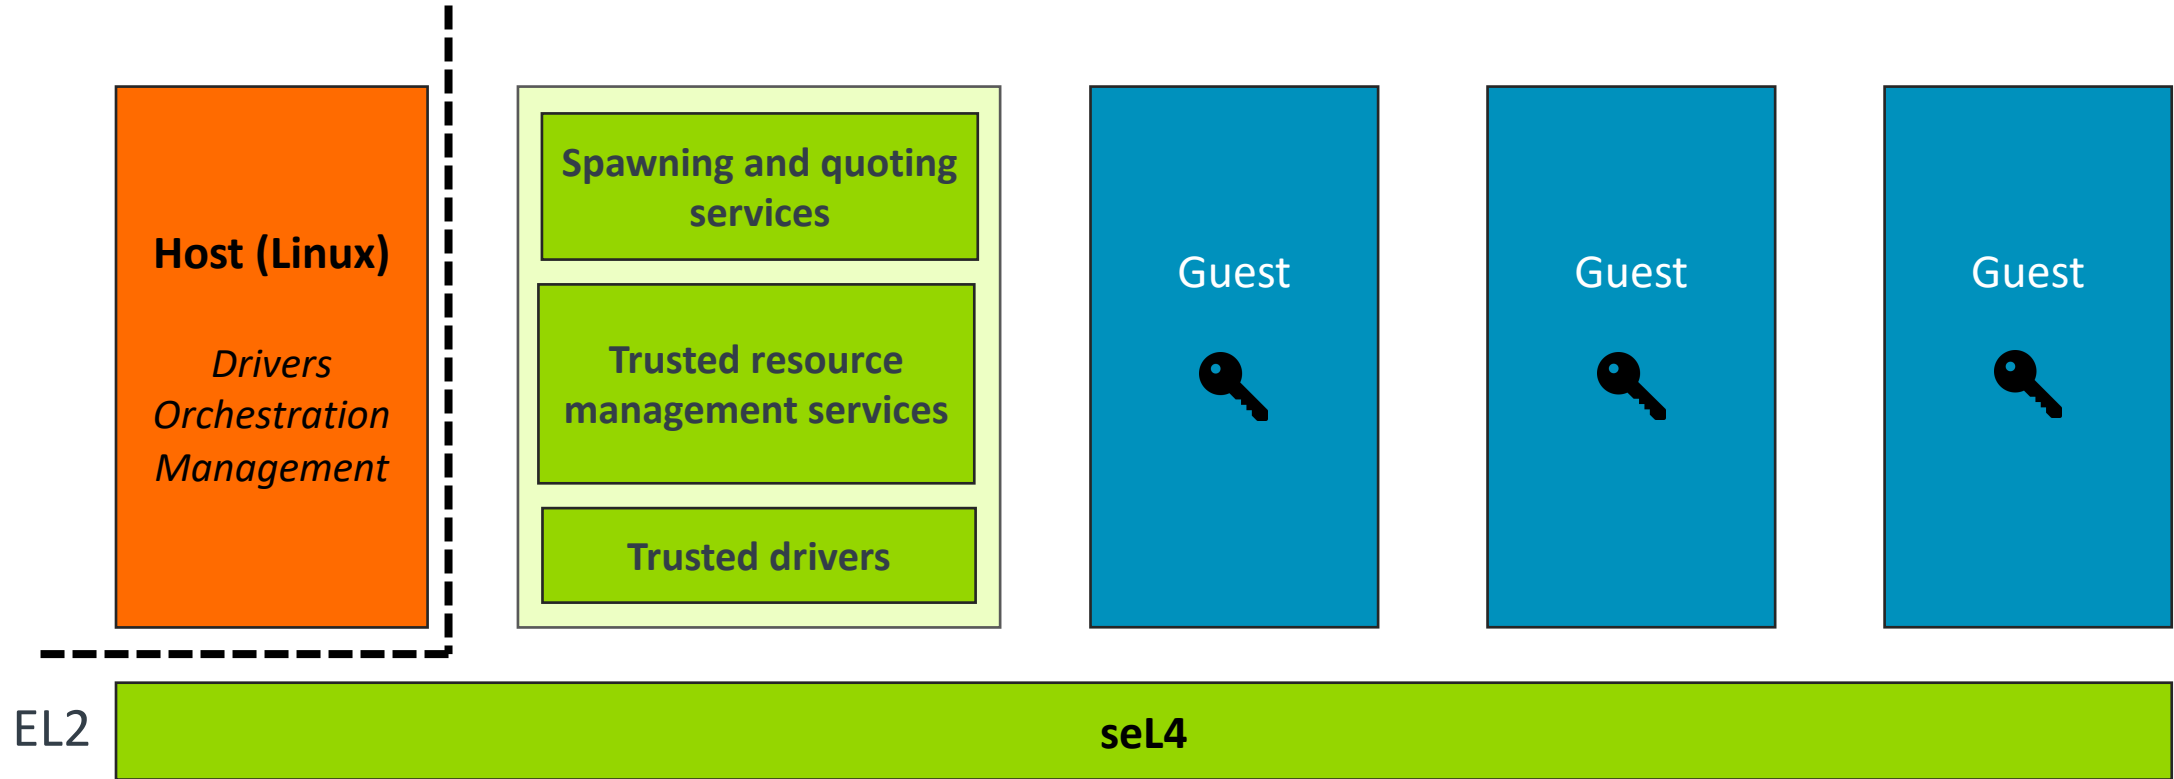 Host (Linux)
Drivers
Orchestration
Management
Spawning and quoting
services
Trusted resource
management services
Trusted drivers
Guest
Guest
Guest
EL2
seL4